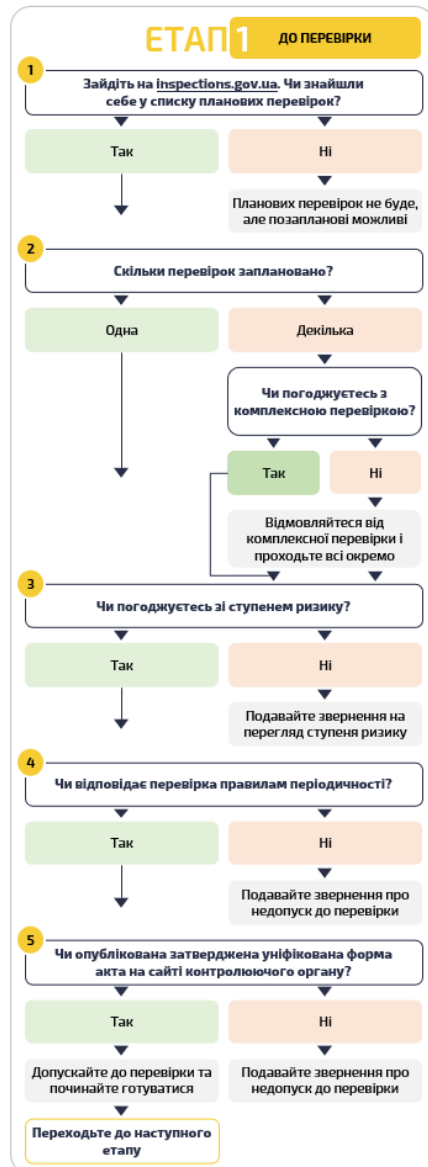 ЕТАП 1 ДО ПЕРЕВІРКИ
1
Зайдіть на inspections.gov.ua. Чи знайшли
себе у списку планових перевірок?
Так
Ні
Планових перевірок не буде,
але позапланові можливі
2
Скільки перевірок заплановано?
Одна
Декілька
Чи погоджуєтесь з
комплексною перевіркою?
Так
Ні
Відмовляйтеся від
комплексної перевірки і
проходьте всі окремо
3
Чи погоджуєтесь зі ступенем ризику?
Так
Ні
Подавайте звернення на
перегляд ступеня ризику
4
Чи відповідає перевірка правилам періодичності?
Так
Ні
Подавайте звернення про
недопуск до перевірки
5
Чи опублікована затверджена уніфікована форма
акта на сайті контролюючого органу?
Так
Ні
Допускайте до перевірки та
починайте готуватися
Подавайте звернення про
недопуск до перевірки
Переходьте до наступного
етапу